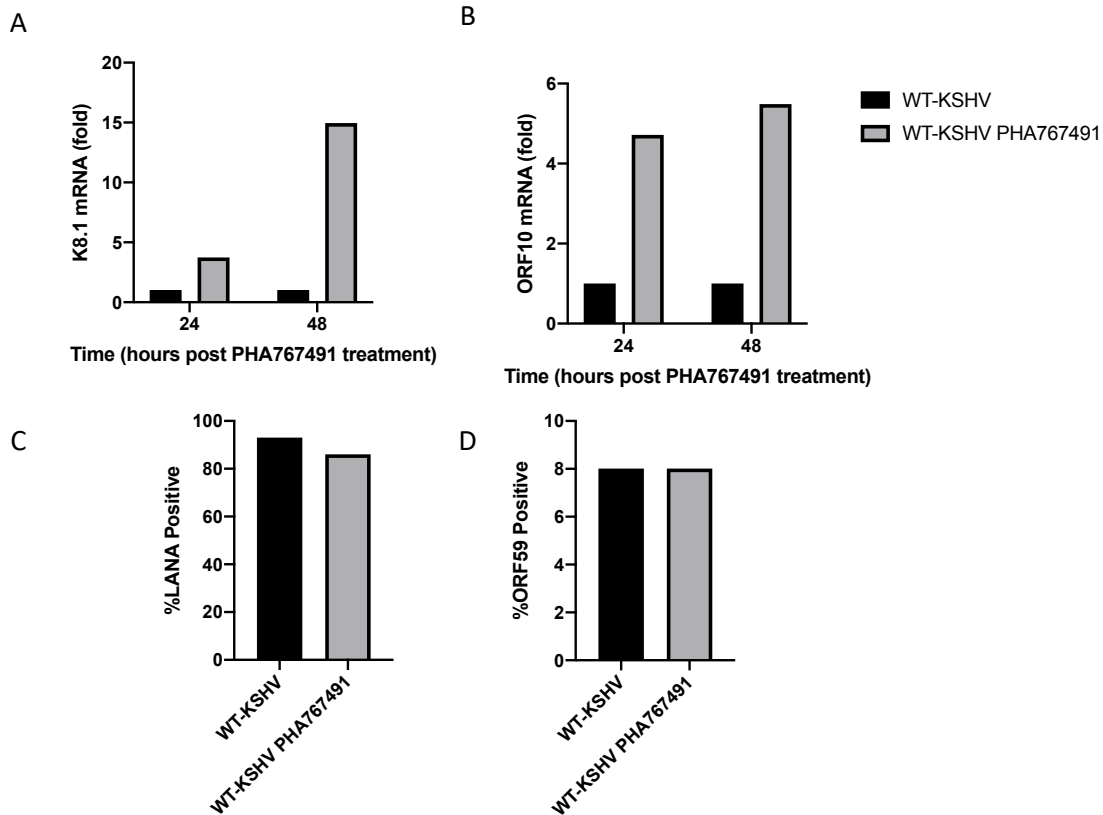 A
K8.1 mRNA (fold)
20
15
10
5
0
24 48
Time (hours post PHA767491 treatment)
B
ORF10 mRNA (fold)
6
4
2
0
24 48
Time (hours post PHA767491 treatment)
WT-KSHV
WT-KSHV PHA767491
C
%LANA Positive
100
80
60
40
20
0
WT-KSHV
WT-KSHV PHA767491
D
%ORF59 Positive
10
8
6
4
2
0
WT-KSHV
WT-KSHV PHA767491